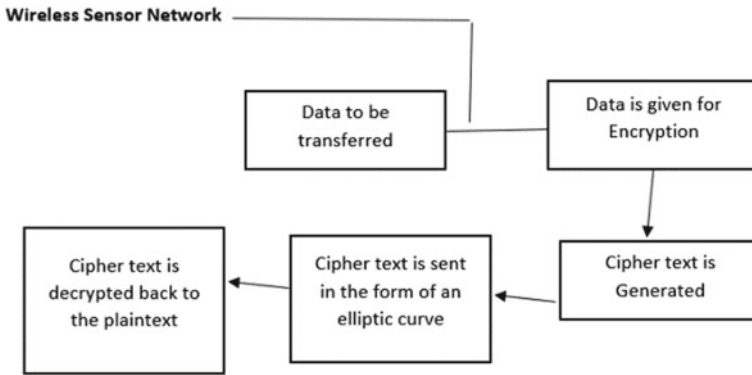 Wireless Sensor Network
Data to be
transferred
Data is given for
Encryption
Cipher text is
Generated
Cipher text is sent
in the form of an
elliptic curve
Cipher text is
decrypted back to
the plaintext